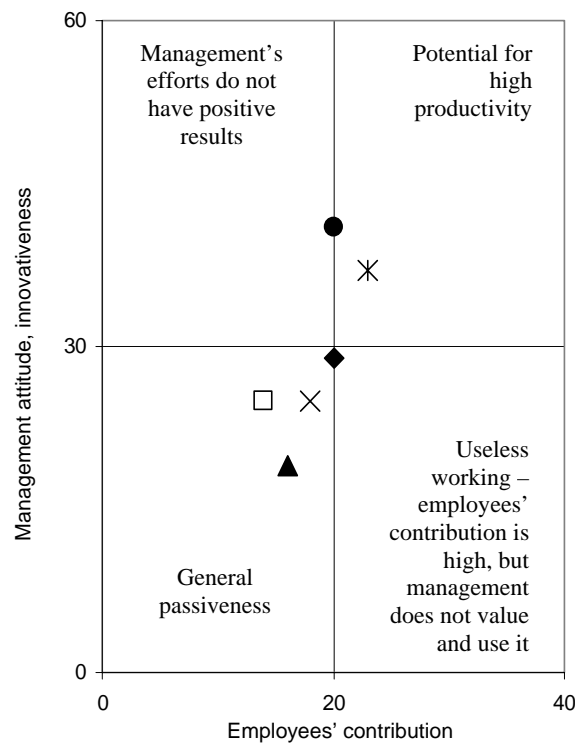 60
Management's
efforts do not
have positive
results
Potential for
high
productivity
Management attitude, innovativeness
30
Useless
working –
employees'
contribution is
high, but
management
does not value
and use it
General
passiveness
0
0
20
40
Employees' contribution